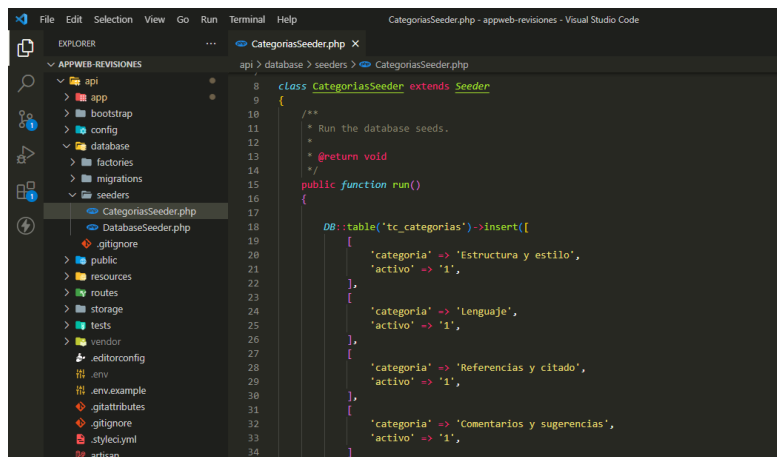 File Edit Selection View Go Run Terminal Help CategoriasSeeder.php - appweb-revisiones - Visual Studio Code
EXPLORER ...
APPWEB-REVISIONES
api
app
bootstrap
config
database
factories
migrations
seeders
CategoriasSeeder.php
DatabaseSeeder.php
.gitignore
public
resources
routes
storage
tests
vendor
.editorconfig
.env
.env.example
.gitattributes
.gitignore
.styleci.yml
artisan
1
1
CategoriasSeeder.php ×
api > database > seeders > CategoriasSeeder.php
7
8 class CategoriasSeeder extends Seeder
9 {
10 /**
11 * Run the database seeds.
12 *
13 * @return void
14 */
15 public function run()
16 {
17
18 DB::table('tc_categorias')->insert([
19 [
20 'categoria' => 'Estructura y estilo',
21 'activo' => '1',
22 ],
23 [
24 'categoria' => 'Lenguaje',
25 'activo' => '1',
26 ],
27 [
28 'categoria' => 'Referencias y citado',
29 'activo' => '1',
30 ],
31 [
32 'categoria' => 'Comentarios y sugerencias',
33 'activo' => '1',
34 ]